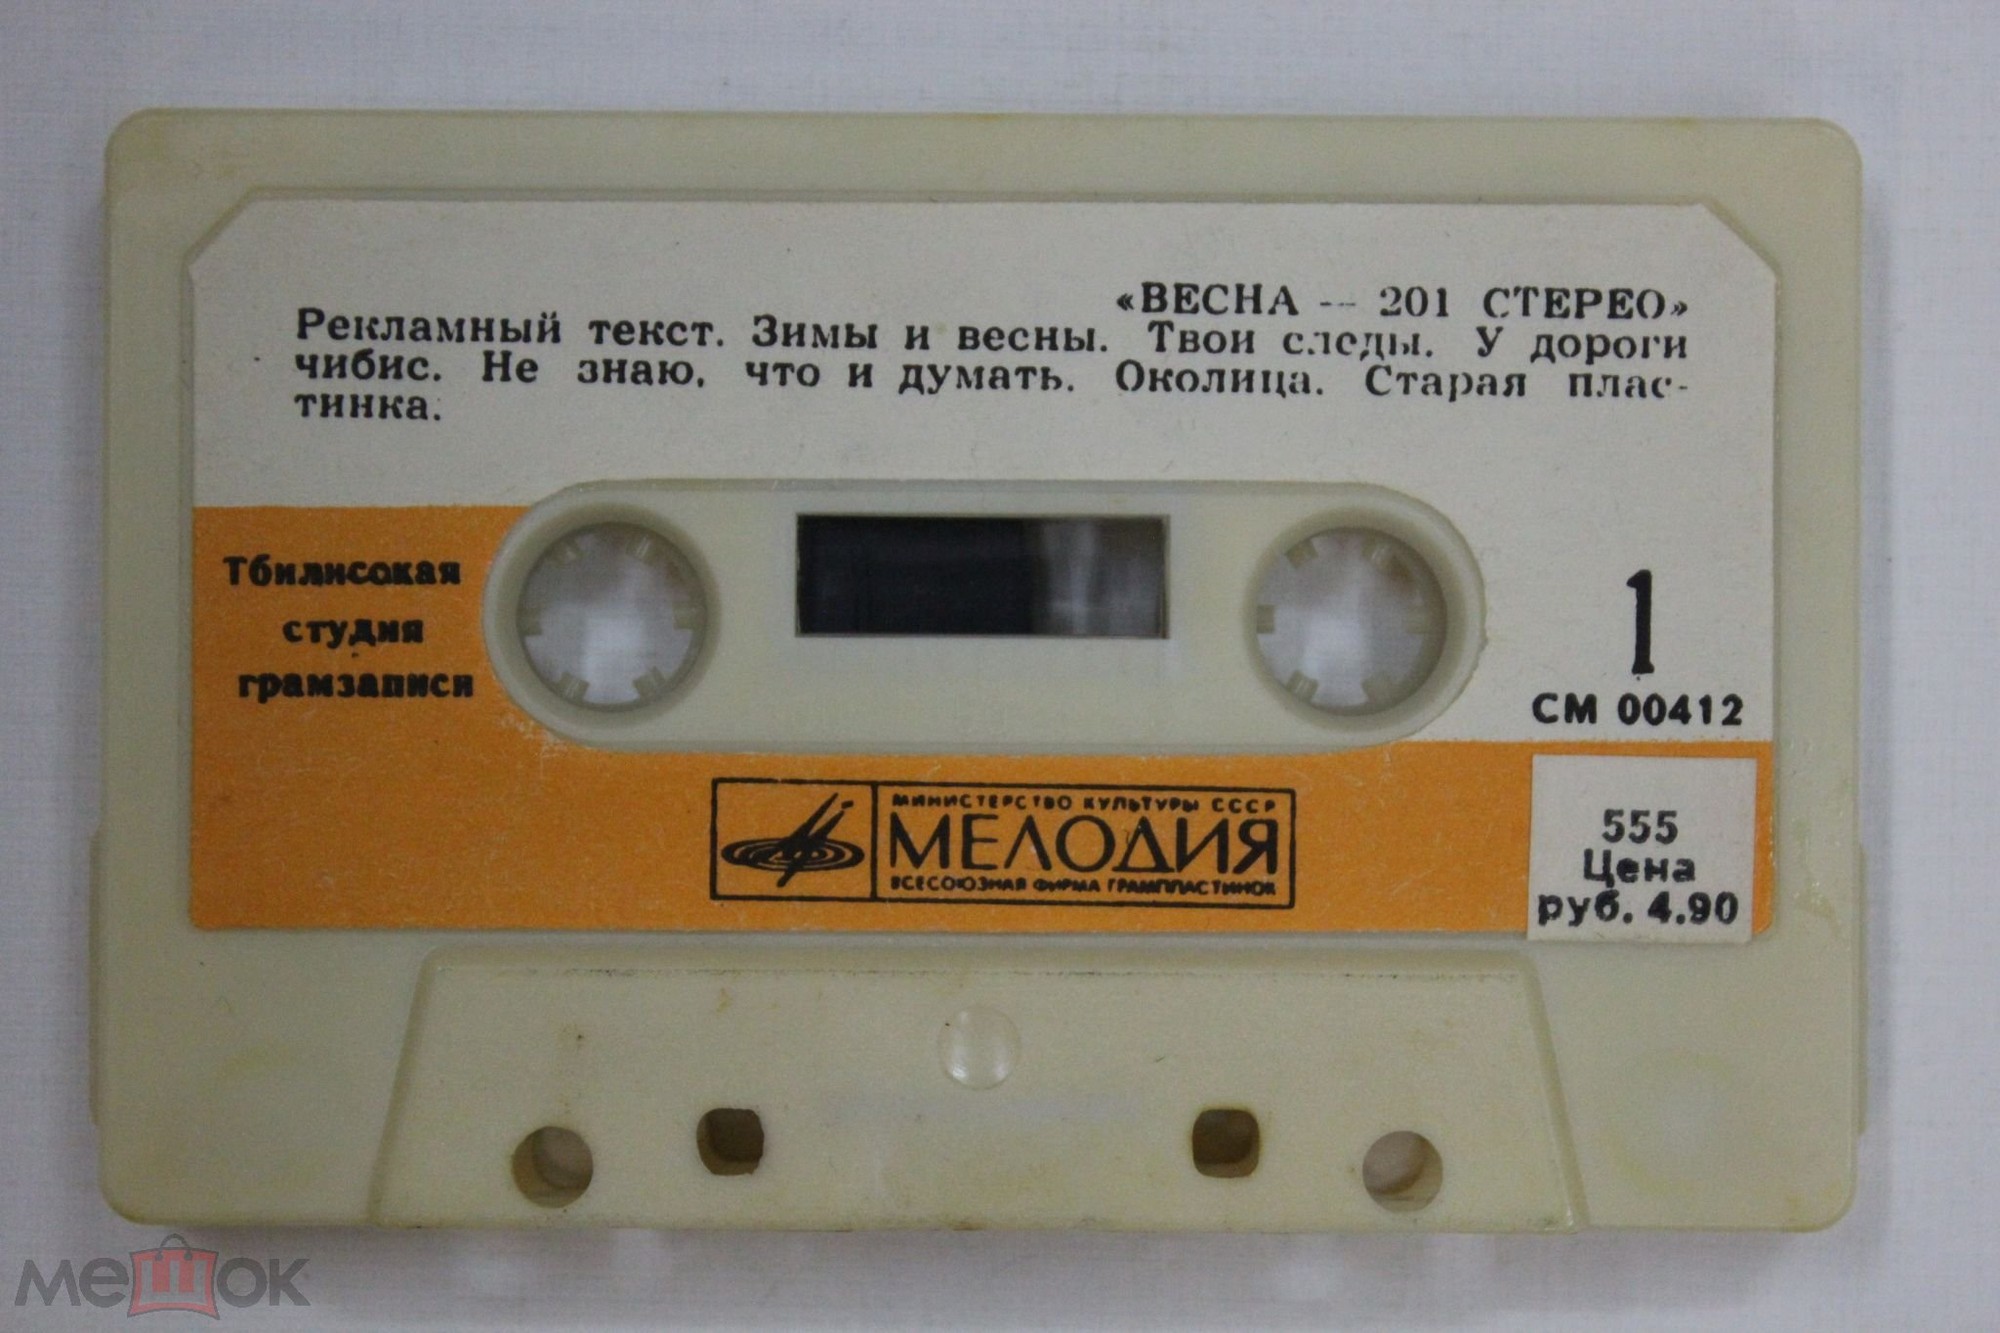 «ВЕСНА -- 201 СТЕРЕО»
Рекламный текст. Зимы и весны. Твои следы. У дороги
чибис. Не знаю, что и думать. Околица. Старая плас-
тинка.
Тбилисокая
студия
грамзаписи
1
СМ 00412
МИНИСТЕРСТВО КУЛЬТУРЫ СССР
МЕЛОДИЯ
ВСЕСОЮЗНАЯ ФИРМА ГРАМПЛАСТИНОК
555
Цена
руб. 4.90
мешок